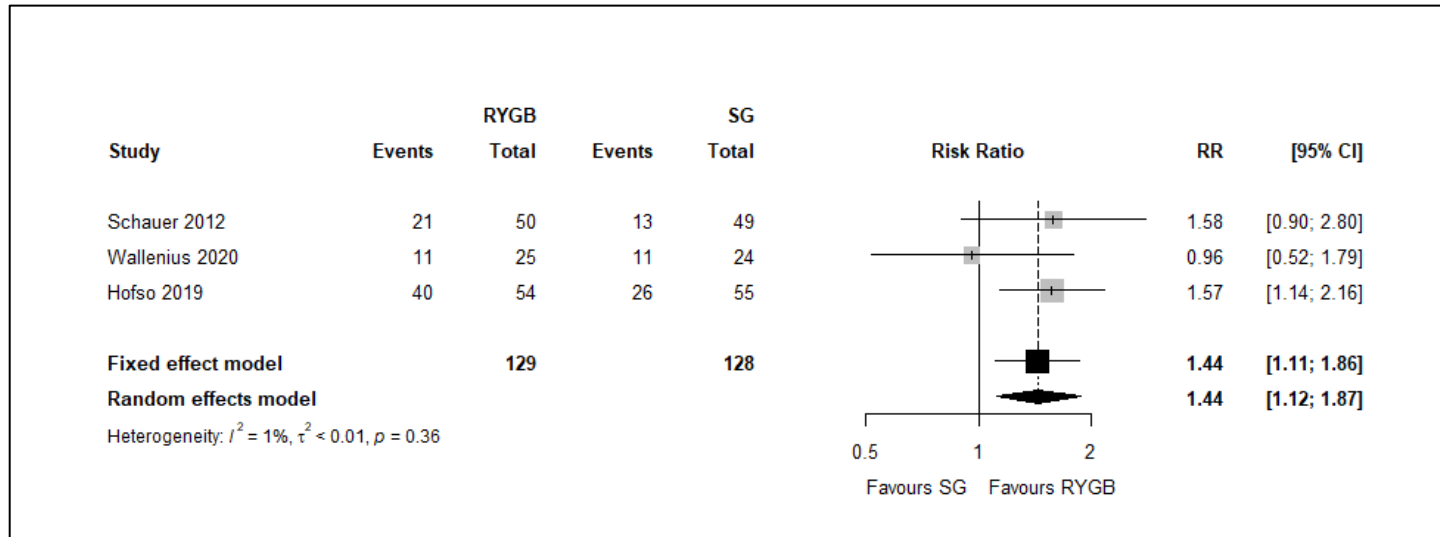 RYGB SG
Study Events Total Events Total Risk Ratio RR [95% CI]
Schauer 2012 21 50 13 49 1.58 [0.90; 2.80]
Wallenius 2020 11 25 11 24 0.96 [0.52; 1.79]
Hofso 2019 40 54 26 55 1.57 [1.14; 2.16]
Fixed effect model 129 128 1.44 [1.11; 1.86]
Random effects model 1.44 [1.12; 1.87]
Heterogeneity: I² = 1%, τ² < 0.01, p = 0.36
0.5 1 2
Favours SG Favours RYGB